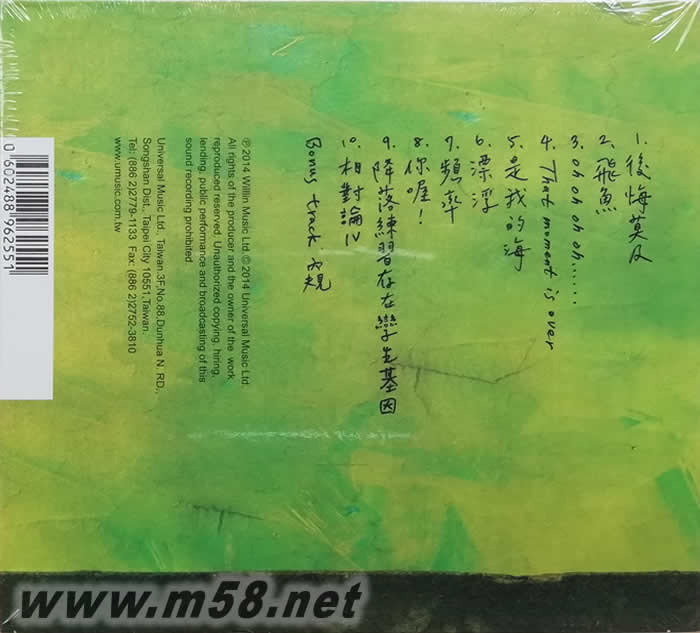 1. 後悔莫及
2. 飛魚
3. oh oh oh oh......
4. That moment is over
5. 是我的海
6. 漂浮
7. 頻率
8. 你喔！
9. 降落練習存在孿生基因
10. 相對論 IV
Bonus track. 內規
℗ 2014 Willin Music Ltd. © 2014 Universal Music Ltd.
All rights of the producer and the owner of the work
reproduced reserved. Unauthorized copying, hiring,
lending, public performance and broadcasting of this
sound recording prohibited
Universal Music Ltd., Taiwan.3F,No.88,Dunhua N. RD.,
Songshan Dist., Taipei City 10551,Taiwan.
Tel: (886 2)2779-1133 Fax: (886 2)2752-3810
www.umusic.com.tw
0 602488 962551
www.m58.net